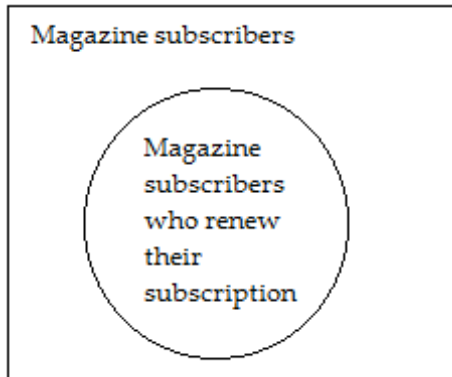 Magazine subscribers
Magazine
subscribers
who renew
their
subscription